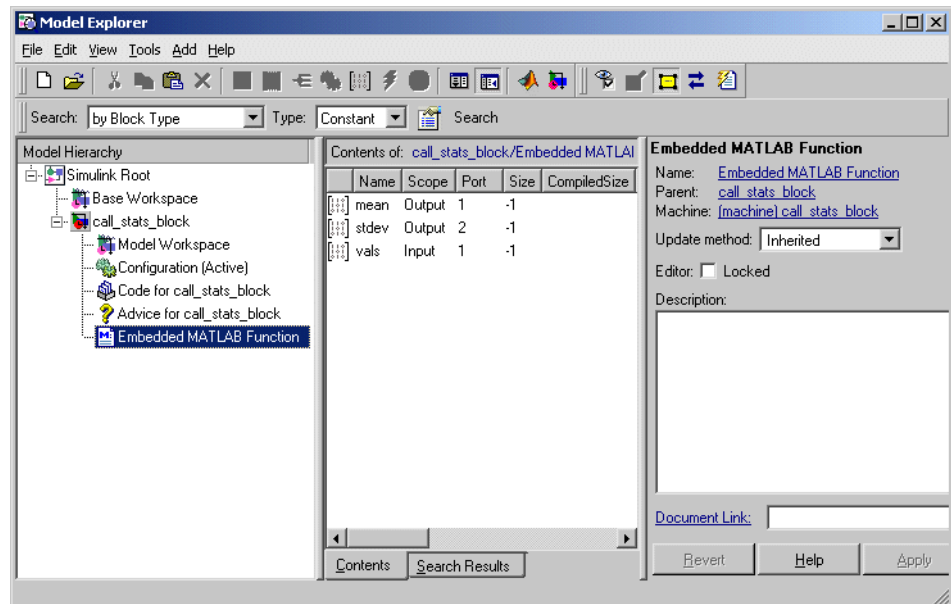 Model Explorer
File Edit View Tools Add Help
Search: by Block Type Type: Constant Search
Model Hierarchy
Simulink Root
Base Workspace
call_stats_block
Model Workspace
Configuration (Active)
Code for call_stats_block
Advice for call_stats_block
Embedded MATLAB Function
Contents of: call_stats_block/Embedded MATLAI
Name Scope Port Size CompiledSize
mean Output 1 -1
stdev Output 2 -1
vals Input 1 -1
Contents Search Results
Embedded MATLAB Function
Name: Embedded MATLAB Function
Parent: call_stats_block
Machine: (machine) call_stats_block
Update method: Inherited
Editor: Locked
Description:
Document Link:
Revert Help Apply